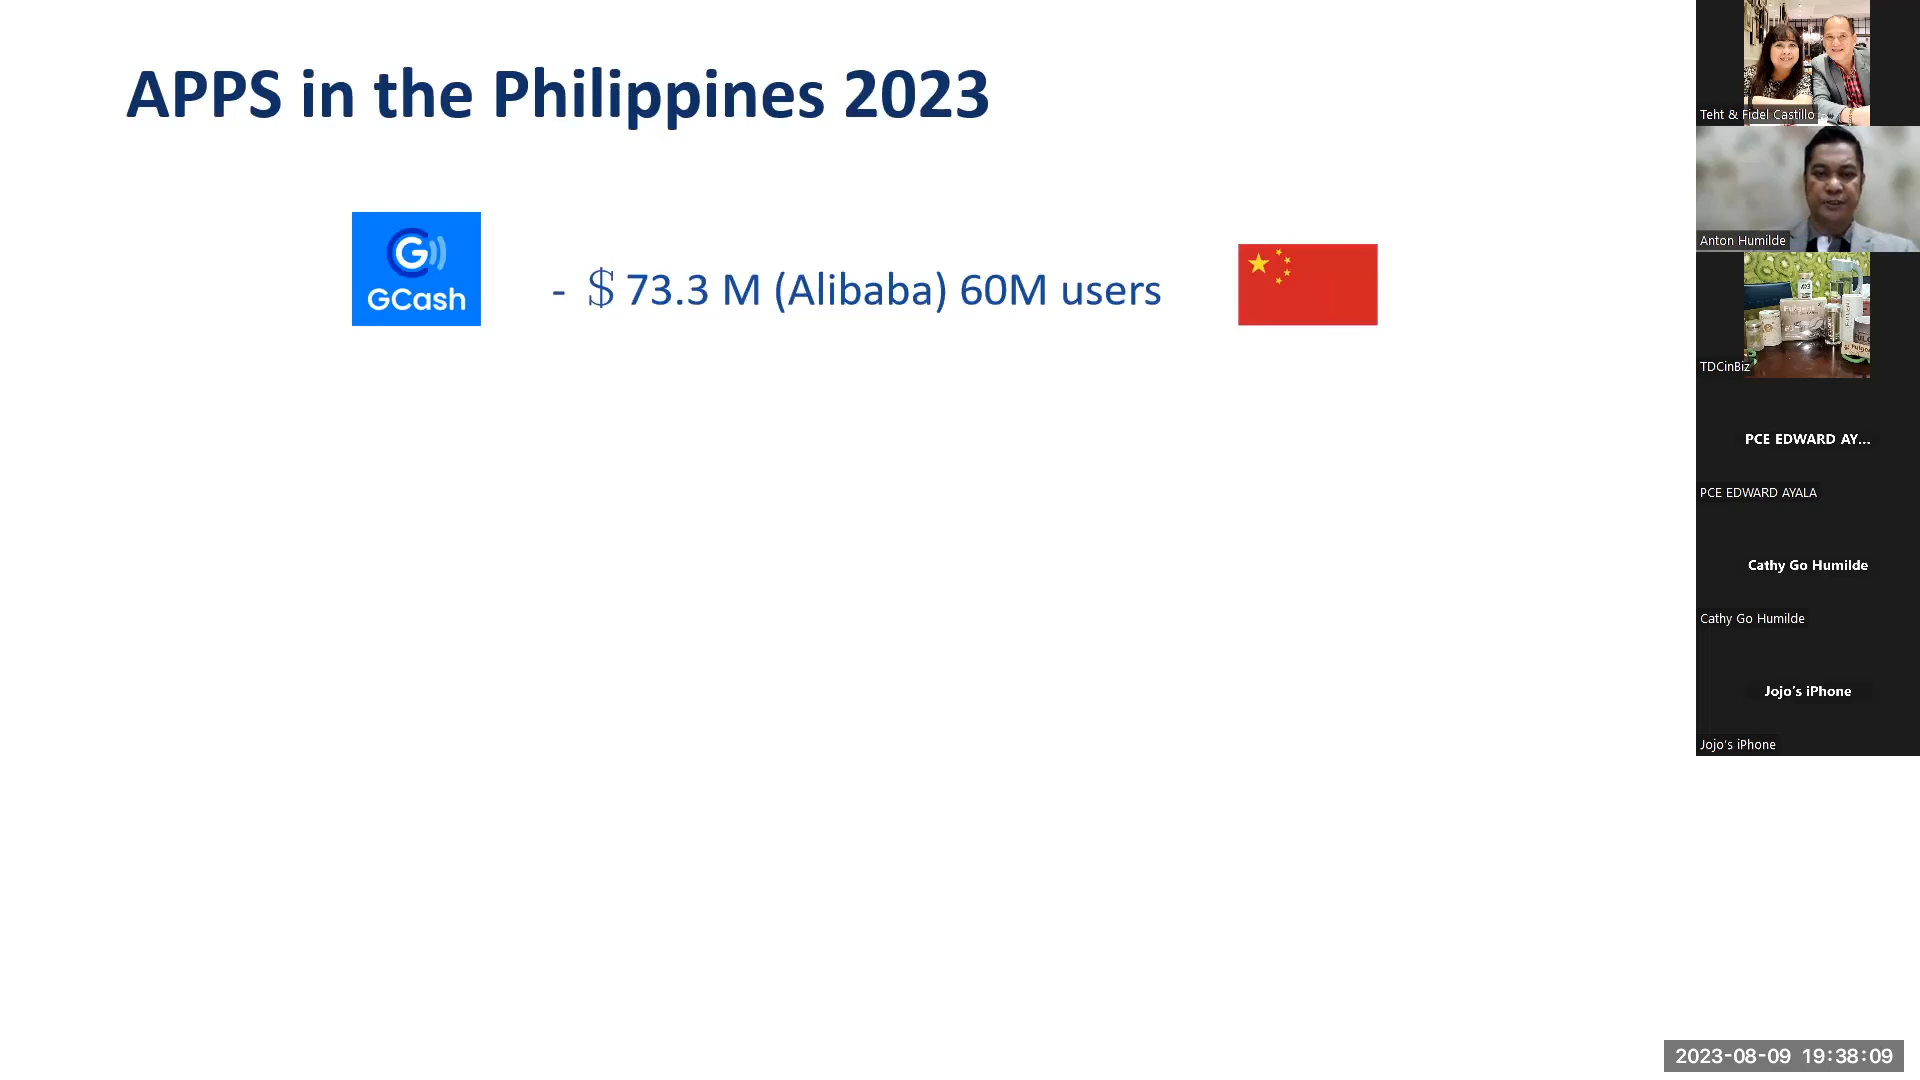 APPS in the Philippines 2023
GCash
- $ 73.3 M (Alibaba) 60M users
Teht & Fidel Castillo
Anton Humilde
TDCinBiz
PCE EDWARD AY...
PCE EDWARD AYALA
Cathy Go Humilde
Cathy Go Humilde
Jojo's iPhone
Jojo's iPhone
2023-08-09 19:38:09